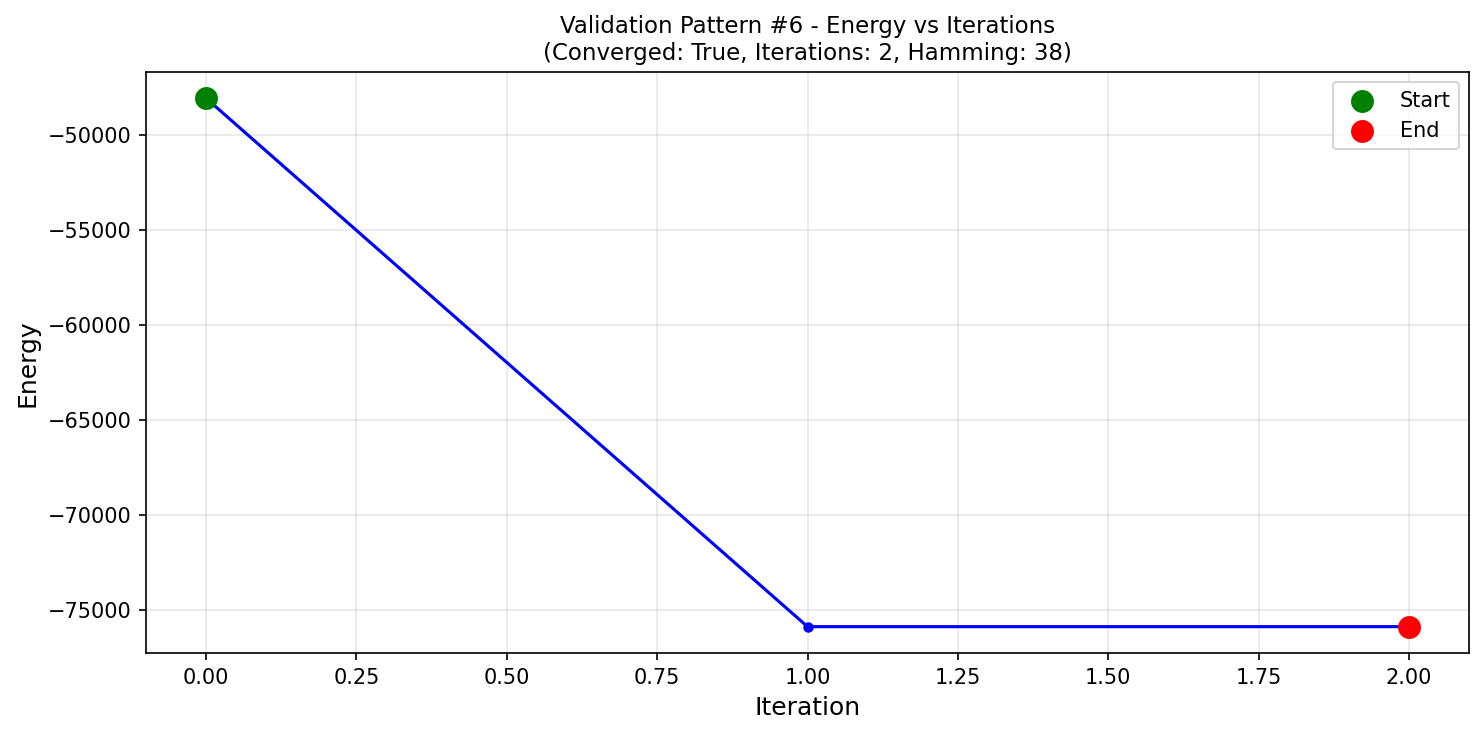 Validation Pattern #6 - Energy vs Iterations
(Converged: True, Iterations: 2, Hamming: 38)
Start
End
Energy
−50000
−55000
−60000
−65000
−70000
−75000
0.00 0.25 0.50 0.75 1.00 1.25 1.50 1.75 2.00
Iteration